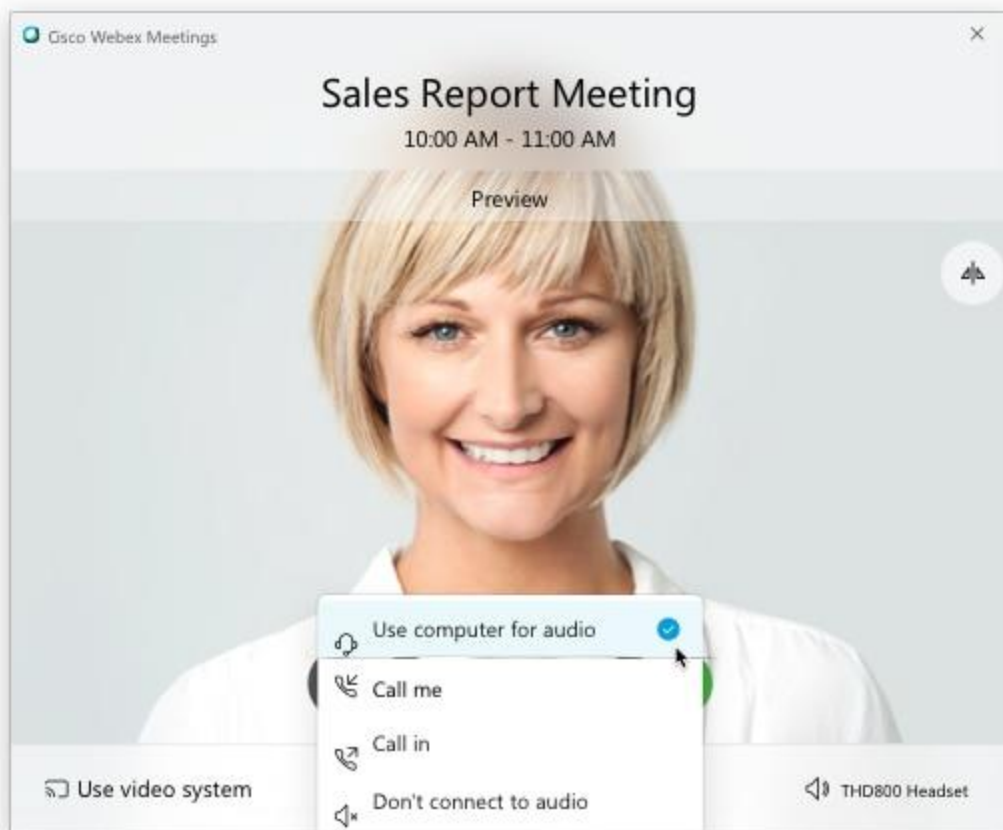 Cisco Webex Meetings
Sales Report Meeting
10:00 AM - 11:00 AM
Preview
Use computer for audio
Call me
Call in
Don't connect to audio
Use video system
THD800 Headset